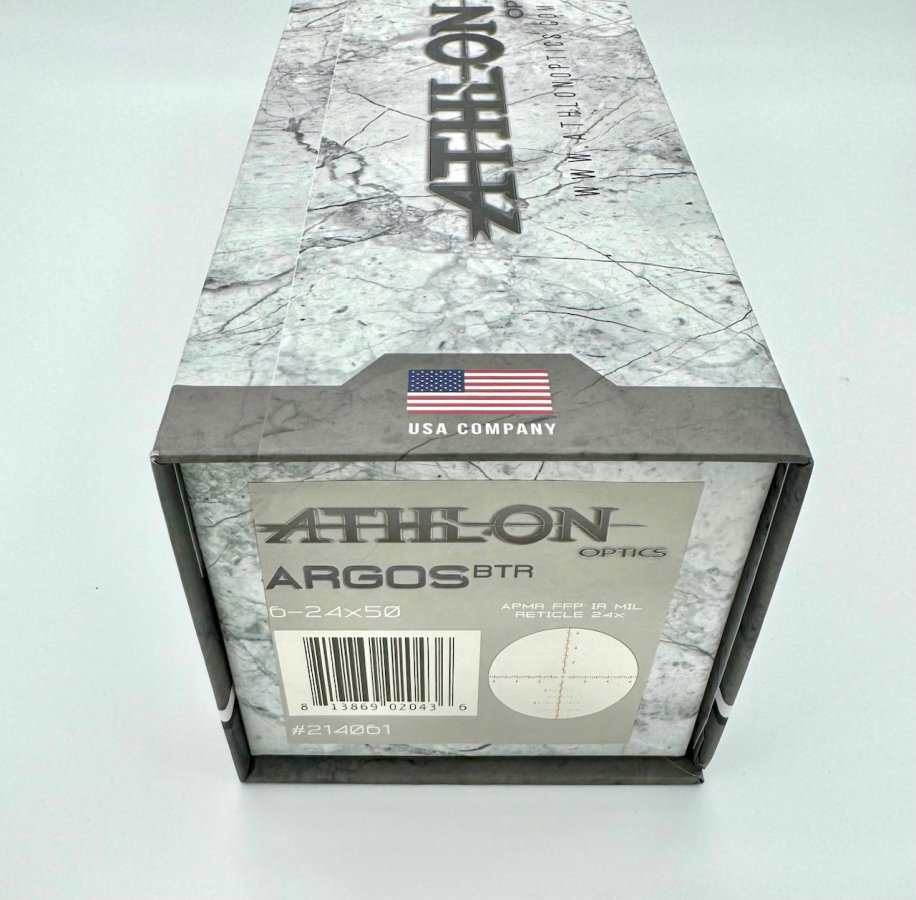 ATHLON
OP
WWW.ATHLONOPTICS.COM
USA COMPANY
ATHLON
OPTICS
ARGOS BTR
6-24x50
APMR FFP IR MIL
RETICLE 24X
8 13869 02043 6
#214061